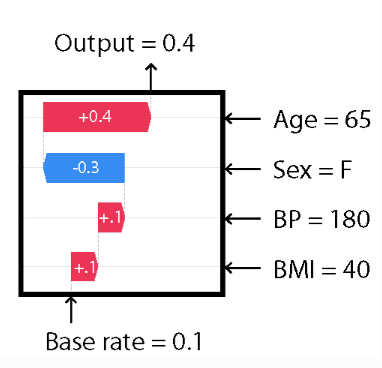 Output = 0.4
+0.4
Age = 65
-0.3
Sex = F
+.1
BP = 180
+.1
BMI = 40
Base rate = 0.1